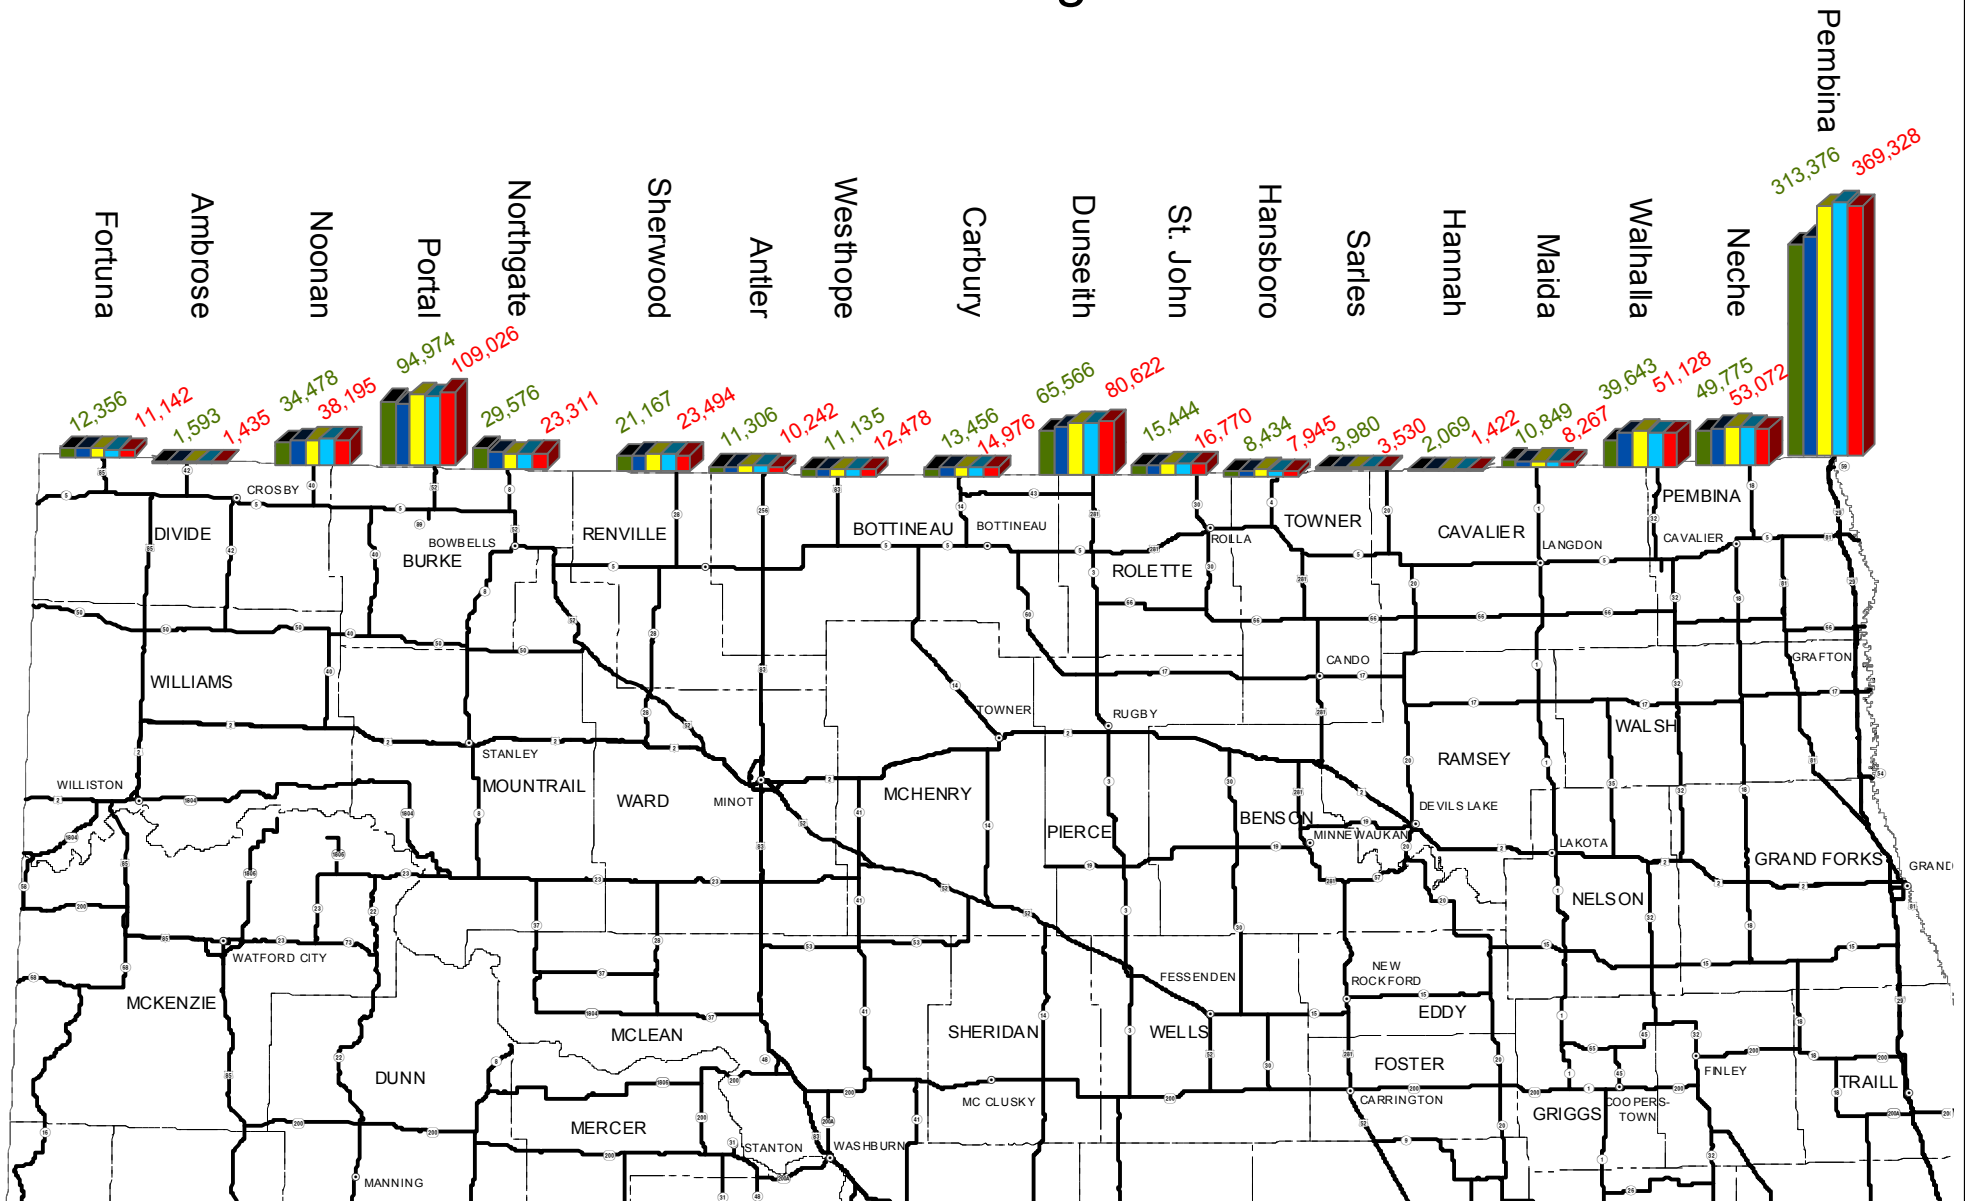 g
Pembina
Fortuna
Ambrose
Noonan
Portal
Northgate
Sherwood
Antler
Westhope
Carbury
Dunseith
St. John
Hansboro
Sarles
Hannah
Maida
Walhalla
Neche
12,356 11,142
1,593 1,435
34,478 38,195
94,974 109,026
29,576 23,311
21,167 23,494
11,306 10,242
11,135 12,478
13,456 14,976
65,566 80,622
15,444 16,770
8,434 7,945
3,980 3,530
2,069 1,422
10,849 8,267
39,643 51,128
49,775 53,072
313,376 369,328
CROSBY
DIVIDE
BOWBELLS
BURKE
RENVILLE
BOTTINEAU
BOTTINEAU
ROLLA
ROLETTE
TOWNER
CAVALIER
LANGDON
PEMBINA
CAVALIER
WILLIAMS
CANDO
GRAFTON
STANLEY
TOWNER
RUGBY
WALSH
WILLISTON
MOUNTRAIL
WARD
MINOT
MCHENRY
PIERCE
BENSON
RAMSEY
DEVILS LAKE
MINNEWAUKAN
LAKOTA
GRAND FORKS
GRAND
NELSON
WATFORD CITY
MCKENZIE
FESSENDEN
NEW
ROCKFORD
EDDY
MCLEAN
SHERIDAN
WELLS
FOSTER
DUNN
FINLEY
TRAILL
MC CLUSKY
CARRINGTON
GRIGGS
COOPERS-
TOWN
MERCER
STANTON
WASHBURN
MANNING